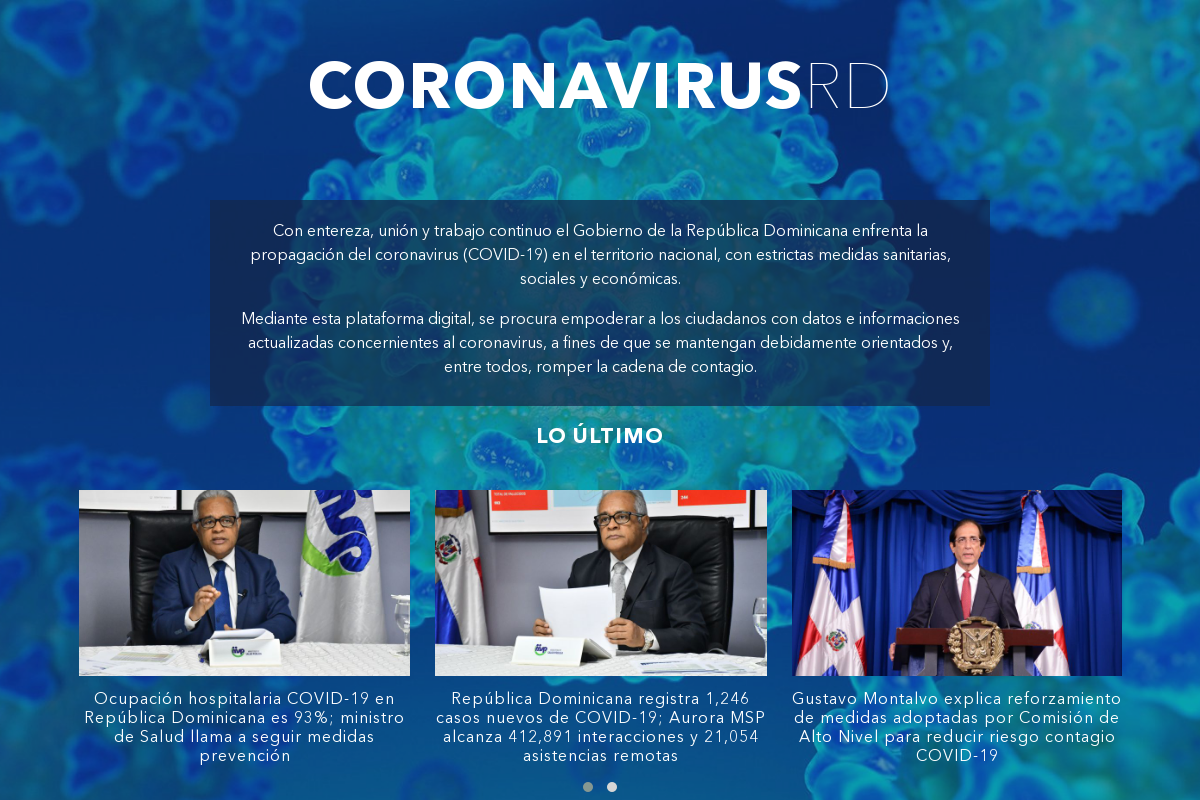 CORONAVIRUSRD
Con entereza, unión y trabajo continuo el Gobierno de la República Dominicana enfrenta la
propagación del coronavirus (COVID-19) en el territorio nacional, con estrictas medidas sanitarias,
sociales y económicas.
Mediante esta plataforma digital, se procura empoderar a los ciudadanos con datos e informaciones
actualizadas concernientes al coronavirus, a fines de que se mantengan debidamente orientados y,
entre todos, romper la cadena de contagio.
LO ÚLTIMO
Ocupación hospitalaria COVID-19 en
República Dominicana es 93%; ministro
de Salud llama a seguir medidas
prevención
República Dominicana registra 1,246
casos nuevos de COVID-19; Aurora MSP
alcanza 412,891 interacciones y 21,054
asistencias remotas
Gustavo Montalvo explica reforzamiento
de medidas adoptadas por Comisión de
Alto Nivel para reducir riesgo contagio
COVID-19